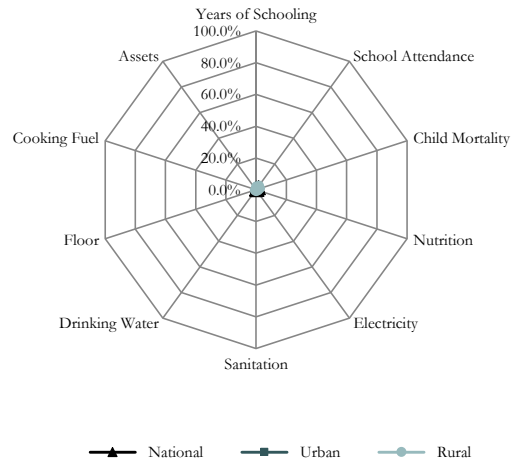 Years of Schooling
100.0%
Assets
School Attendance
80.0%
60.0%
40.0%
Cooking Fuel
Child Mortality
20.0%
0.0%
Floor
Nutrition
Drinking Water
Electricity
Sanitation
National Urban Rural